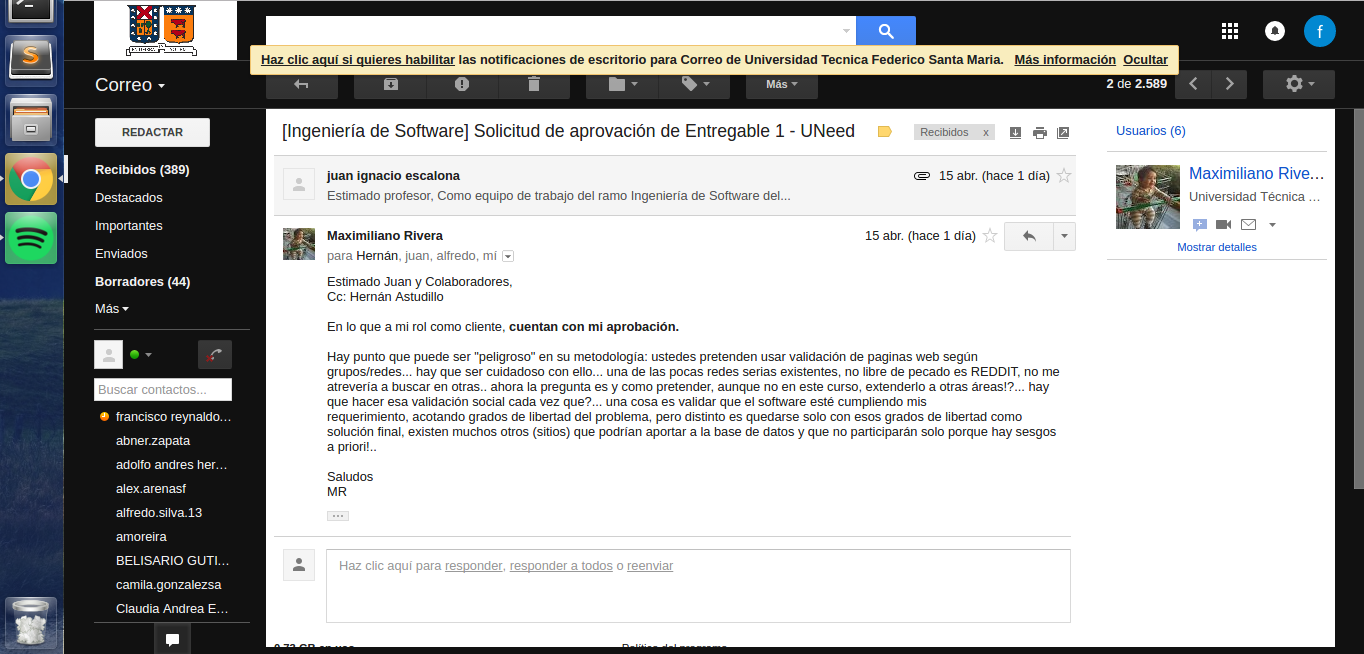 Haz clic aquí si quieres habilitar las notificaciones de escritorio para Correo de Universidad Tecnica Federico Santa Maria. Más información Ocultar
f
Correo
Más
2 de 2.589
REDACTAR
Recibidos (389)
Destacados
Importantes
Enviados
Borradores (44)
Más
Buscar contactos...
francisco reynaldo...
abner.zapata
adolfo andres her...
alex.arenasf
alfredo.silva.13
amoreira
BELISARIO GUTI...
camila.gonzalezsa
Claudia Andrea E...
[Ingeniería de Software] Solicitud de aprovación de Entregable 1 - UNeed
Recibidos x
juan ignacio escalona
15 abr. (hace 1 día)
Estimado profesor, Como equipo de trabajo del ramo Ingeniería de Software del...
Maximiliano Rivera
15 abr. (hace 1 día)
para Hernán, juan, alfredo, mí
Estimado Juan y Colaboradores,
Cc: Hernán Astudillo
En lo que a mi rol como cliente, cuentan con mi aprobación.
Hay punto que puede ser "peligroso" en su metodología: ustedes pretenden usar validación de paginas web según
grupos/redes... hay que ser cuidadoso con ello... una de las pocas redes serias existentes, no libre de pecado es REDDIT, no me
atrevería a buscar en otras.. ahora la pregunta es y como pretender, aunque no en este curso, extenderlo a otras áreas!?... hay
que hacer esa validación social cada vez que?... una cosa es validar que el software esté cumpliendo mis
requerimiento, acotando grados de libertad del problema, pero distinto es quedarse solo con esos grados de libertad como
solución final, existen muchos otros (sitios) que podrían aportar a la base de datos y que no participarán solo porque hay sesgos
a priori!..
Saludos
MR
Haz clic aquí para responder, responder a todos o reenviar
Usuarios (6)
Maximiliano Rive...
Universidad Técnica ...
Mostrar detalles